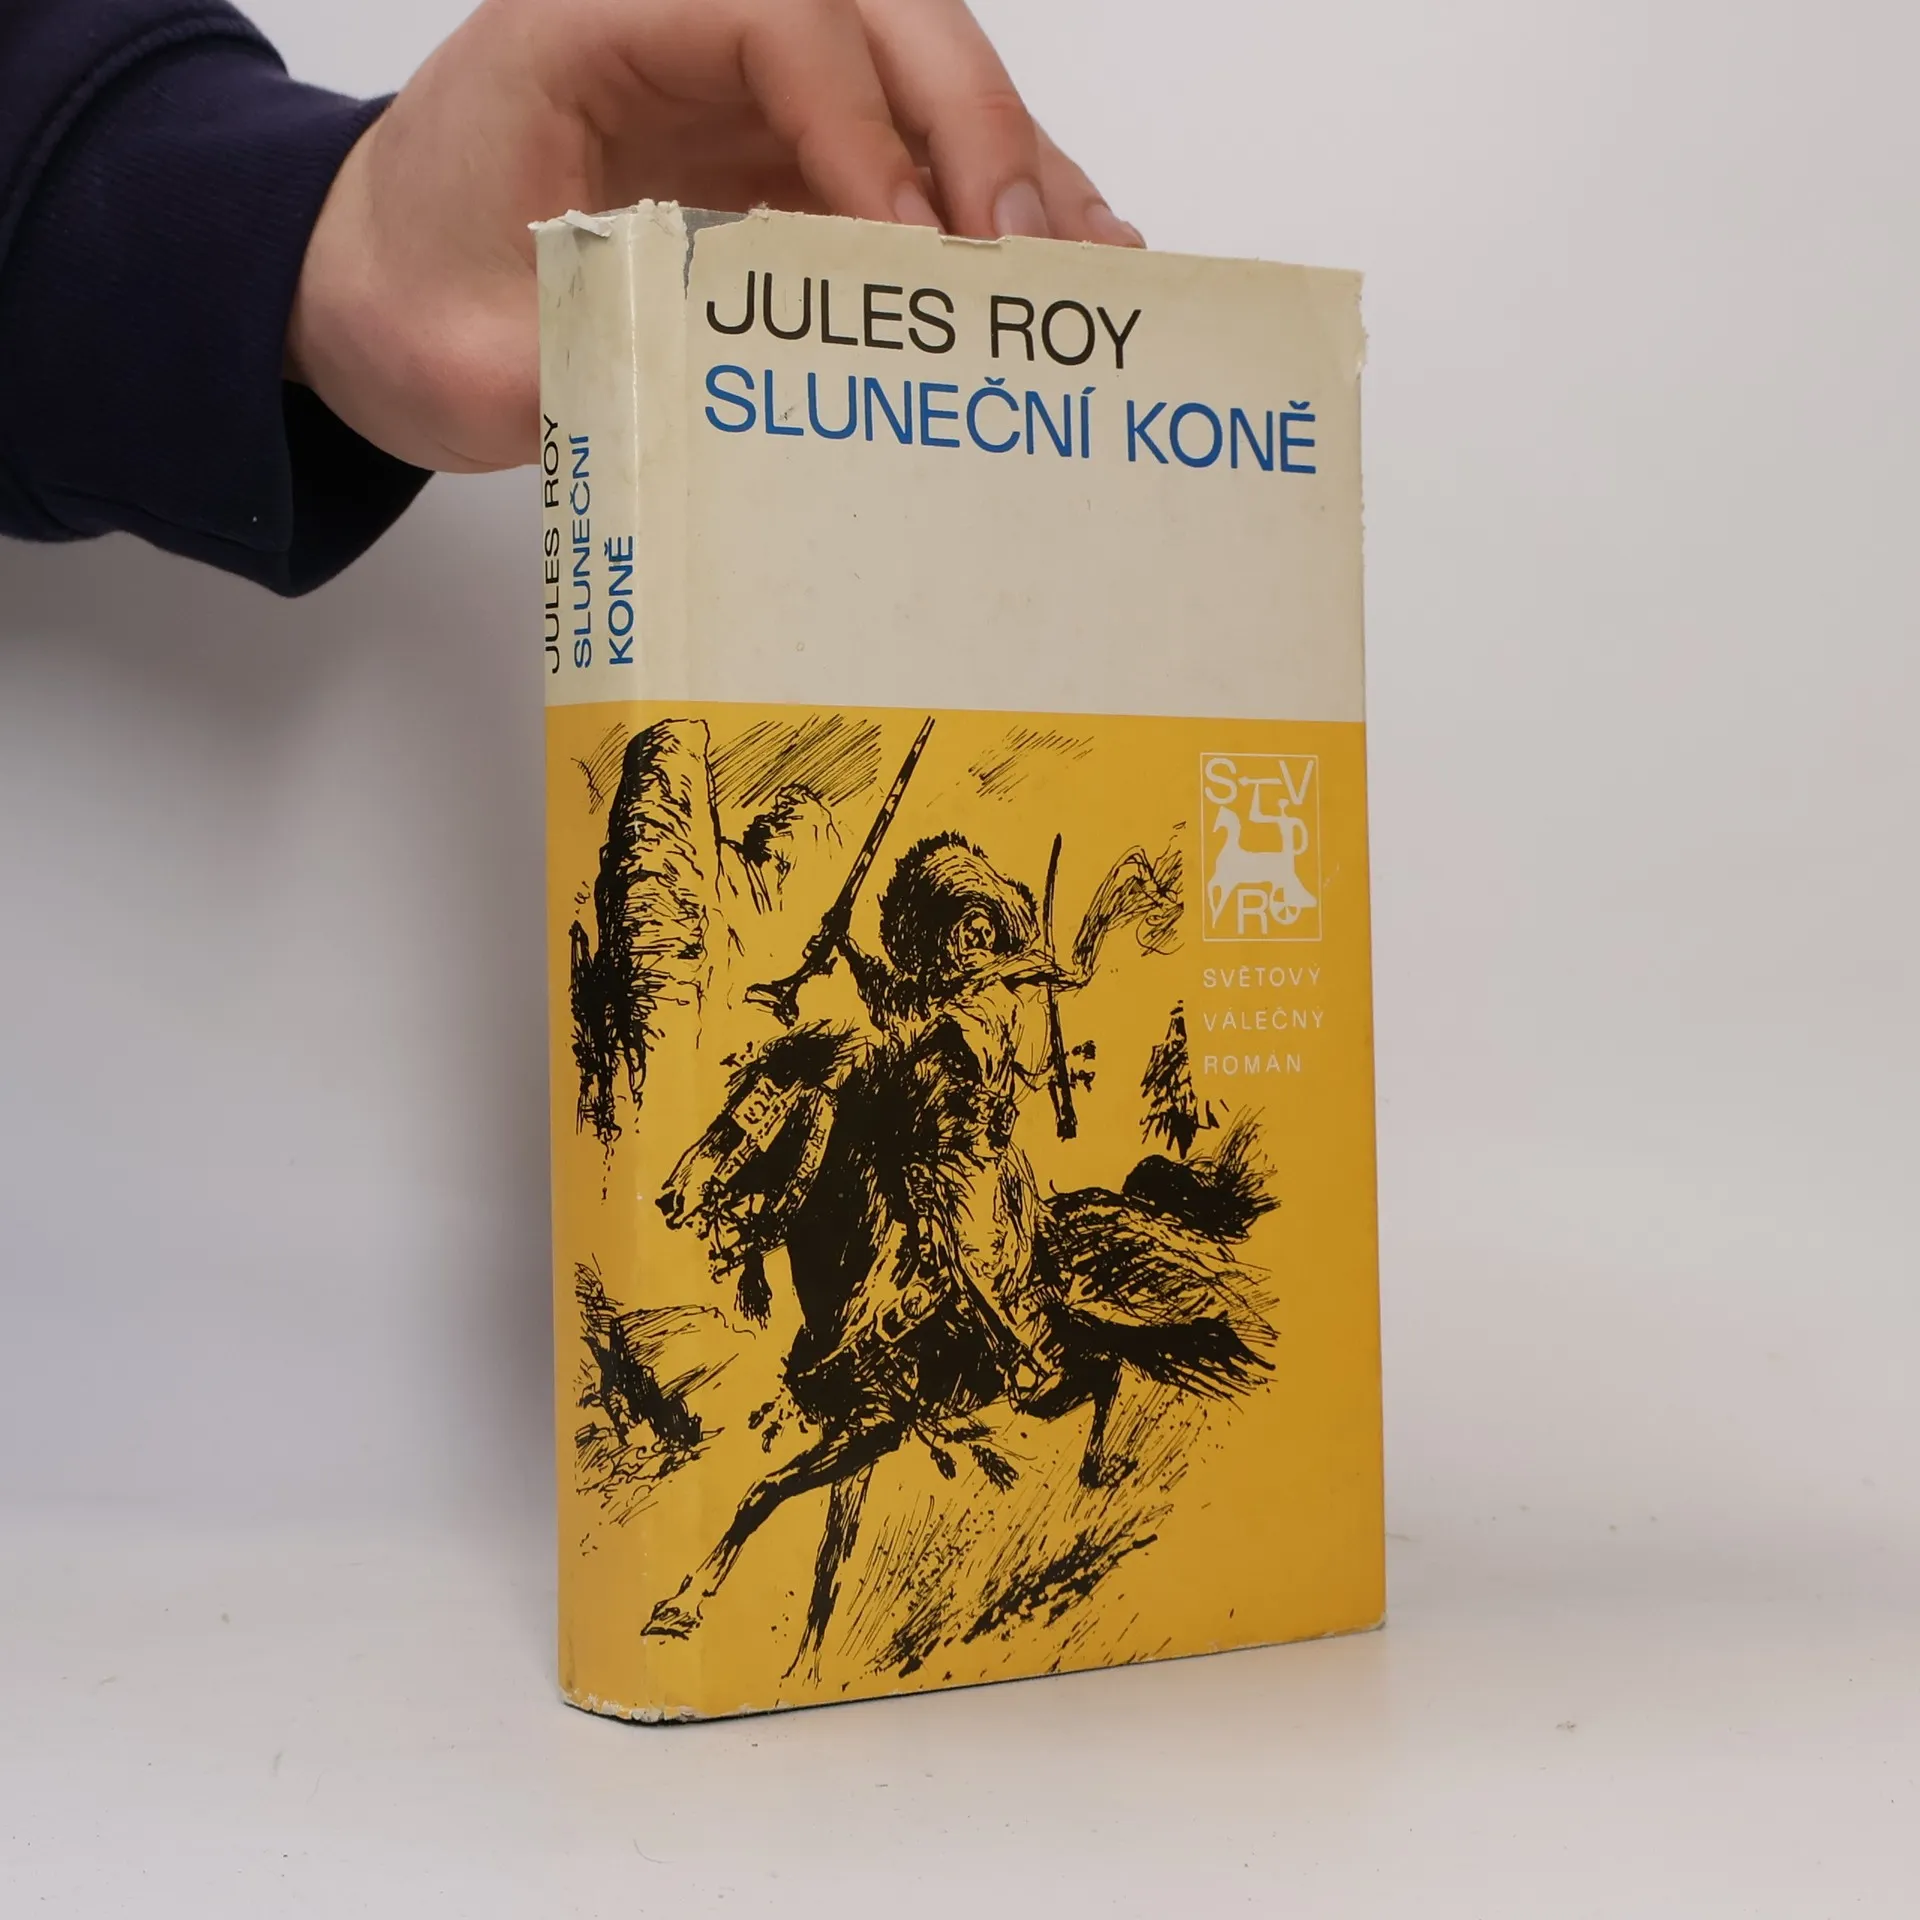 JULES ROY
SLUNEČNÍ KONĚ
JULES ROY
SLUNEČNÍ
KONĚ
S V
R
SVĚTOVÝ
VÁLEČNÝ
ROMÁN